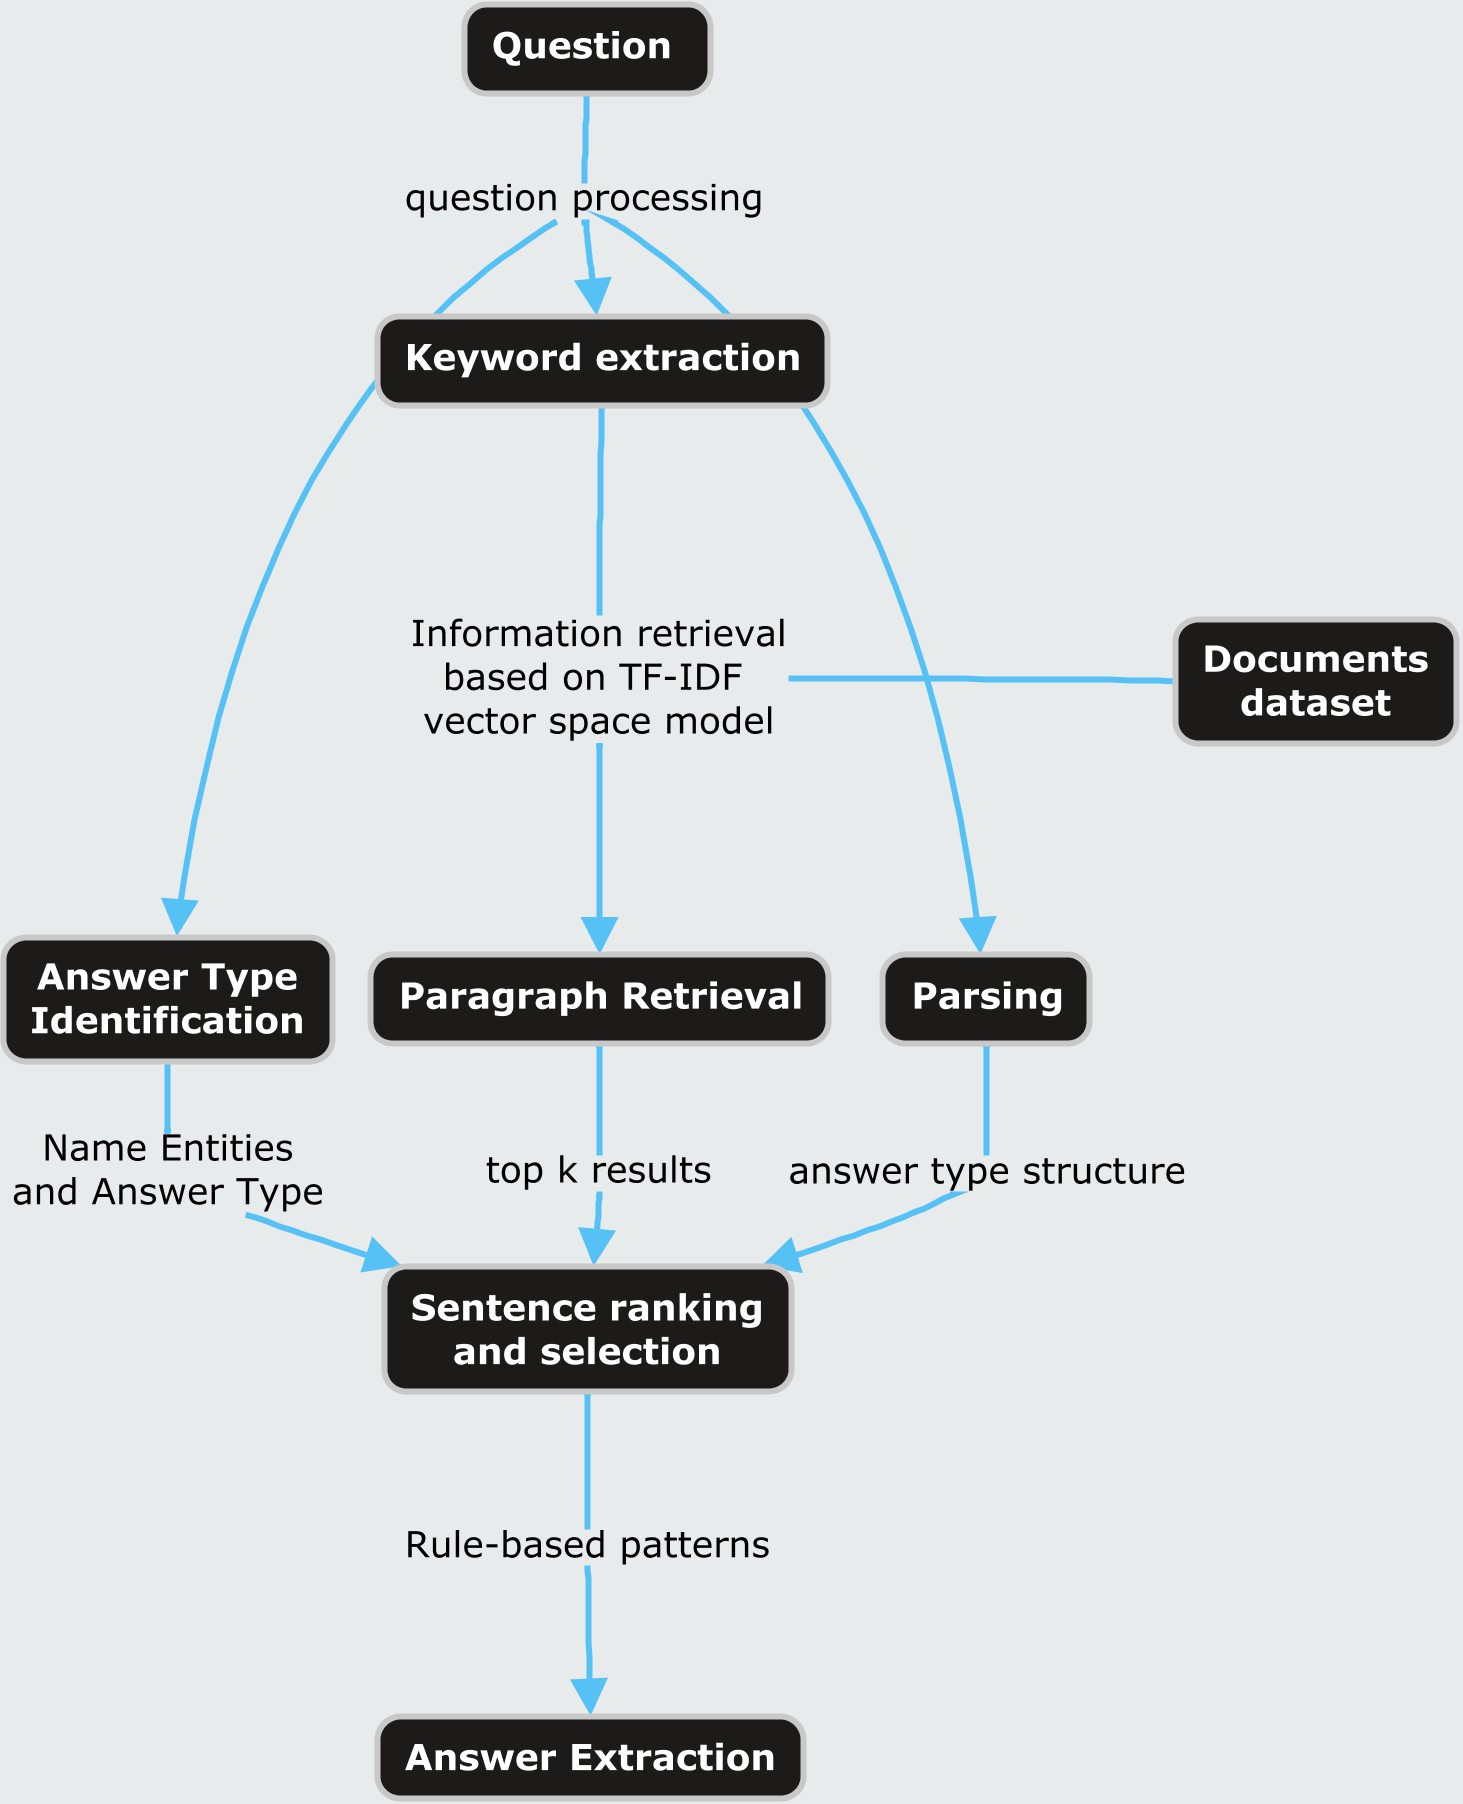 Question
question processing
Keyword extraction
Information retrieval
based on TF-IDF
vector space model
Documents
dataset
Answer Type
Identification
Paragraph Retrieval
Parsing
Name Entities
and Answer Type
top k results
answer type structure
Sentence ranking
and selection
Rule-based patterns
Answer Extraction